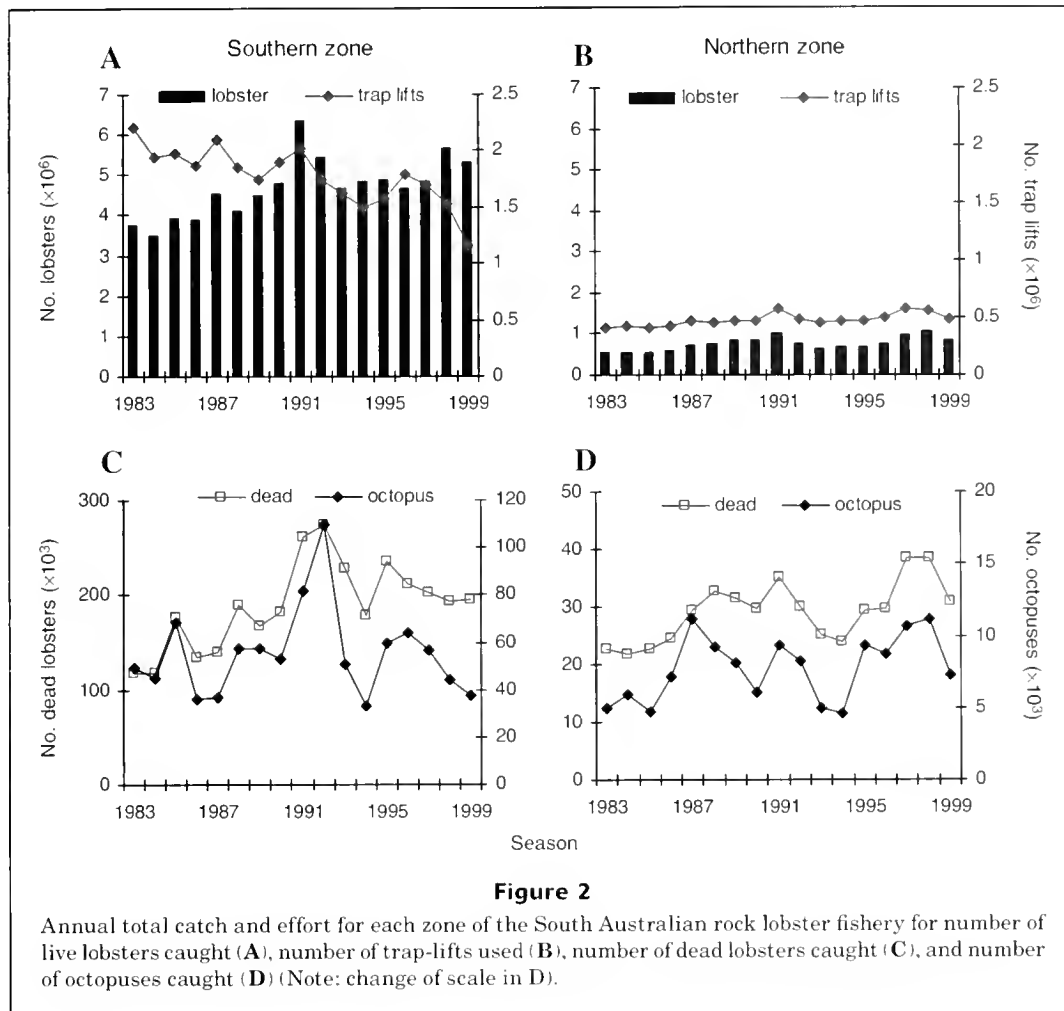 A Southern zone
B Northern zone
lobster trap lifts
lobster trap lifts
7
6
5
4
3
2
1
0
No. lobsters (×10⁶)
2.5
2
1.5
1
0.5
0
1983 1987 1991 1995 1999
7
6
5
4
3
2
1
0
2.5
2
1.5
1
0.5
0
No. trap lifts (×10⁶)
1983 1987 1991 1995 1999
C
dead octopus
300
200
100
0
No. dead lobsters (×10³)
120
100
80
60
40
20
0
1983 1987 1991 1995 1999
D
dead octopus
50
40
30
20
10
0
20
15
10
5
0
No. octopuses (×10³)
1983 1987 1991 1995 1999
Season
Figure 2
Annual total catch and effort for each zone of the South Australian rock lobster fishery for number of
live lobsters caught (A), number of trap-lifts used (B), number of dead lobsters caught (C), and number
of octopuses caught (D) (Note: change of scale in D).